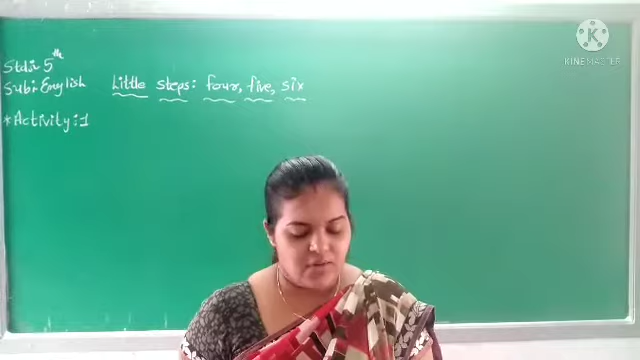 Std: 5th
Sub: English
Little steps: four, five, six
*Activity: 1
KINEMASTER